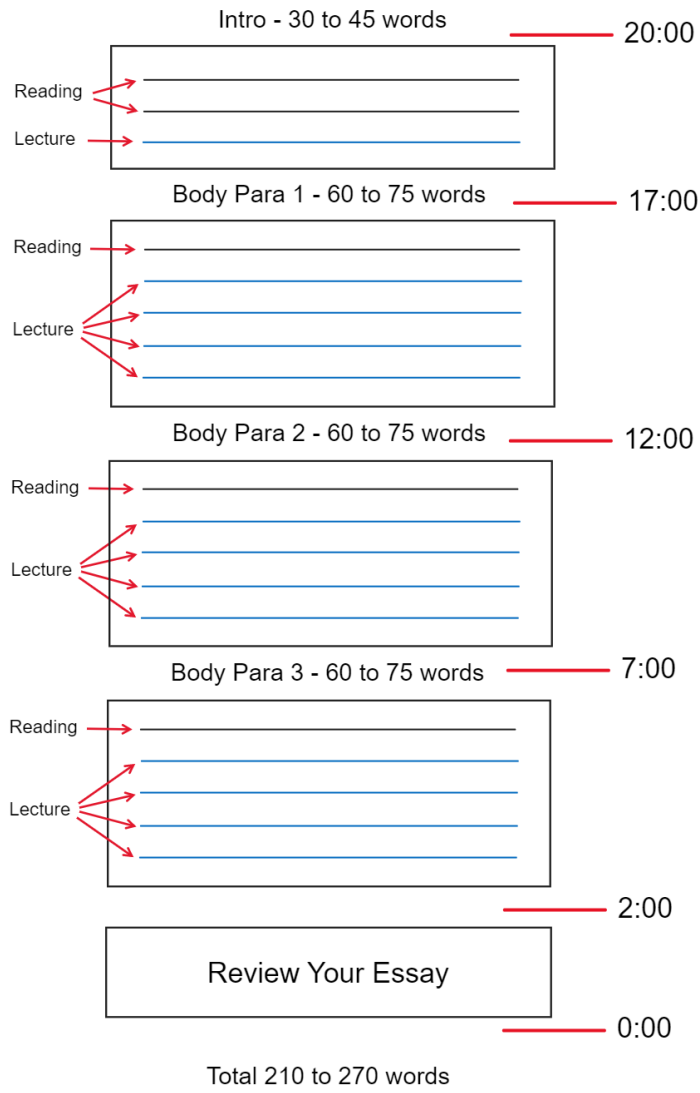 Intro - 30 to 45 words
20:00
Reading
Lecture
Body Para 1 - 60 to 75 words
17:00
Reading
Lecture
Body Para 2 - 60 to 75 words
12:00
Reading
Lecture
Body Para 3 - 60 to 75 words
7:00
Reading
Lecture
2:00
Review Your Essay
0:00
Total 210 to 270 words